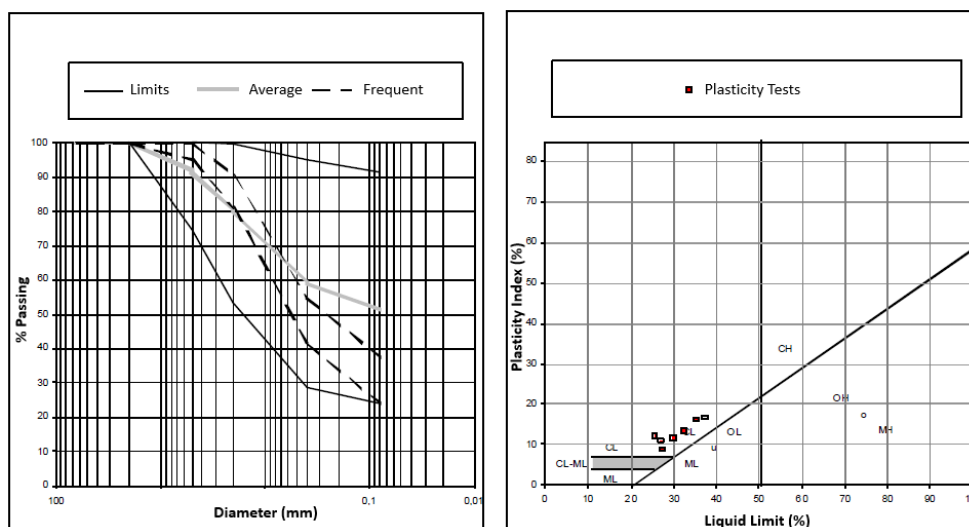 Limits Average Frequent
100
90
80
70
60
50
40
30
20
10
0
% Passing
100 10 1 0,1 0,01
Diameter (mm)
Plasticity Tests
80
70
60
50
40
30
20
10
0
Plasticity Index (%)
CH
OH
MH
CL OL
CL
CL-ML ML
ML
0 10 20 30 40 50 60 70 80 90 100
Liquid Limit (%)